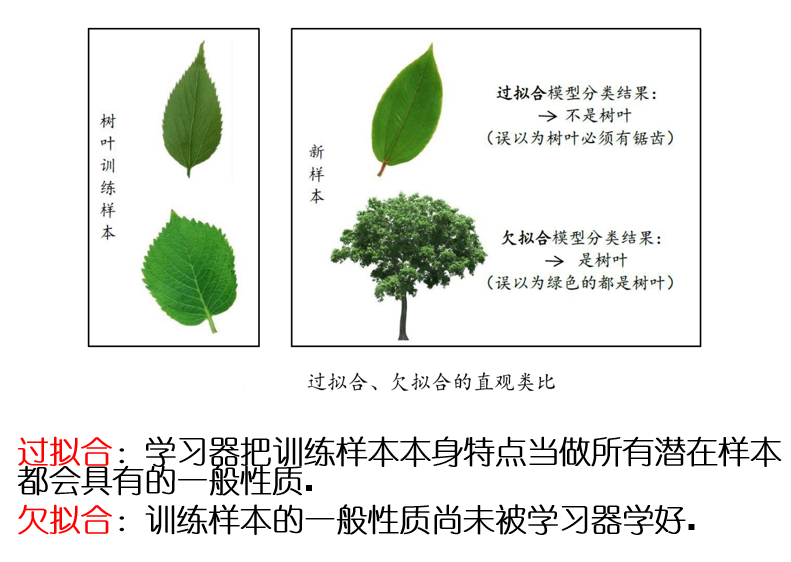 树叶训练样本
新样本
过拟合模型分类结果：
→ 不是树叶
（误以为树叶必须有锯齿）
欠拟合模型分类结果：
→ 是树叶
（误以为绿色的都是树叶）
过拟合、欠拟合的直观类比
过拟合：学习器把训练样本本身特点当做所有潜在样本
都会具有的一般性质.
欠拟合：训练样本的一般性质尚未被学习器学好.